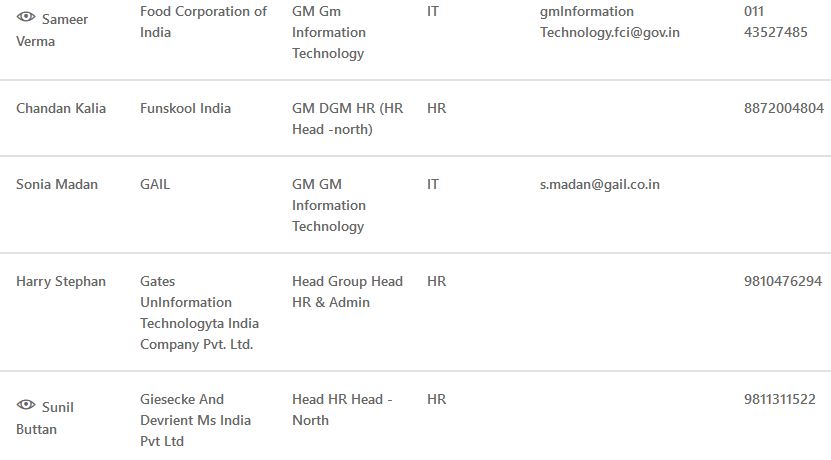 Sameer Verma Food Corporation of India GM Gm Information Technology IT gmInformation Technology.fci@gov.in 011 43527485
Chandan Kalia Funskool India GM DGM HR (HR Head -north) HR 8872004804
Sonia Madan GAIL GM GM Information Technology IT s.madan@gail.co.in
Harry Stephan Gates UnInformation Technologyta India Company Pvt. Ltd. Head Group Head HR & Admin HR 9810476294
Sunil Buttan Giesecke And Devrient Ms India Pvt Ltd Head HR Head - North HR 9811311522